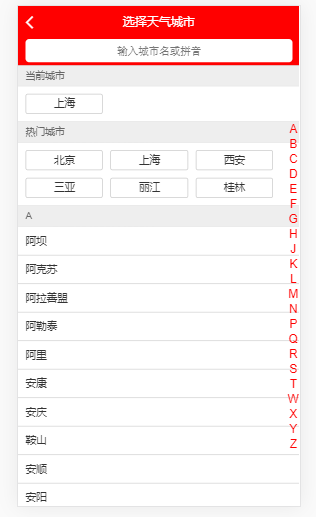 选择天气城市
输入城市名或拼音
当前城市
上海
热门城市
北京 上海 西安
三亚 丽江 桂林
A
阿坝
阿克苏
阿拉善盟
阿勒泰
阿里
安康
安庆
鞍山
安顺
安阳
A
B
C
D
E
F
G
H
J
K
L
M
N
P
Q
R
S
T
W
X
Y
Z